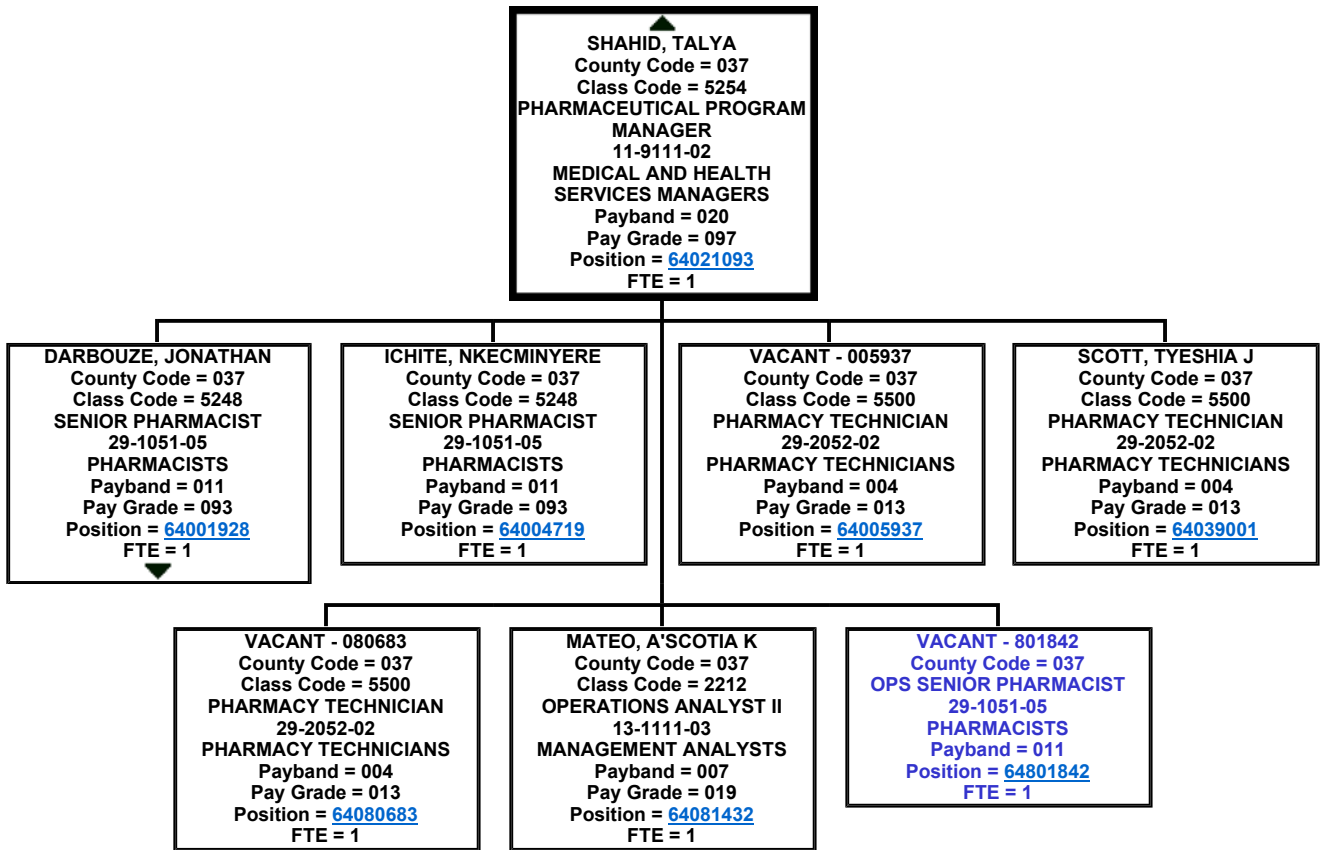 SHAHID, TALYA
County Code = 037
Class Code = 5254
PHARMACEUTICAL PROGRAM
MANAGER
11-9111-02
MEDICAL AND HEALTH
SERVICES MANAGERS
Payband = 020
Pay Grade = 097
Position = 64021093
FTE = 1
DARBOUZE, JONATHAN
County Code = 037
Class Code = 5248
SENIOR PHARMACIST
29-1051-05
PHARMACISTS
Payband = 011
Pay Grade = 093
Position = 64001928
FTE = 1
ICHITE, NKECMINYERE
County Code = 037
Class Code = 5248
SENIOR PHARMACIST
29-1051-05
PHARMACISTS
Payband = 011
Pay Grade = 093
Position = 64004719
FTE = 1
VACANT - 005937
County Code = 037
Class Code = 5500
PHARMACY TECHNICIAN
29-2052-02
PHARMACY TECHNICIANS
Payband = 004
Pay Grade = 013
Position = 64005937
FTE = 1
SCOTT, TYESHIA J
County Code = 037
Class Code = 5500
PHARMACY TECHNICIAN
29-2052-02
PHARMACY TECHNICIANS
Payband = 004
Pay Grade = 013
Position = 64039001
FTE = 1
VACANT - 080683
County Code = 037
Class Code = 5500
PHARMACY TECHNICIAN
29-2052-02
PHARMACY TECHNICIANS
Payband = 004
Pay Grade = 013
Position = 64080683
FTE = 1
MATEO, A'SCOTIA K
County Code = 037
Class Code = 2212
OPERATIONS ANALYST II
13-1111-03
MANAGEMENT ANALYSTS
Payband = 007
Pay Grade = 019
Position = 64081432
FTE = 1
VACANT - 801842
County Code = 037
OPS SENIOR PHARMACIST
29-1051-05
PHARMACISTS
Payband = 011
Position = 64801842
FTE = 1